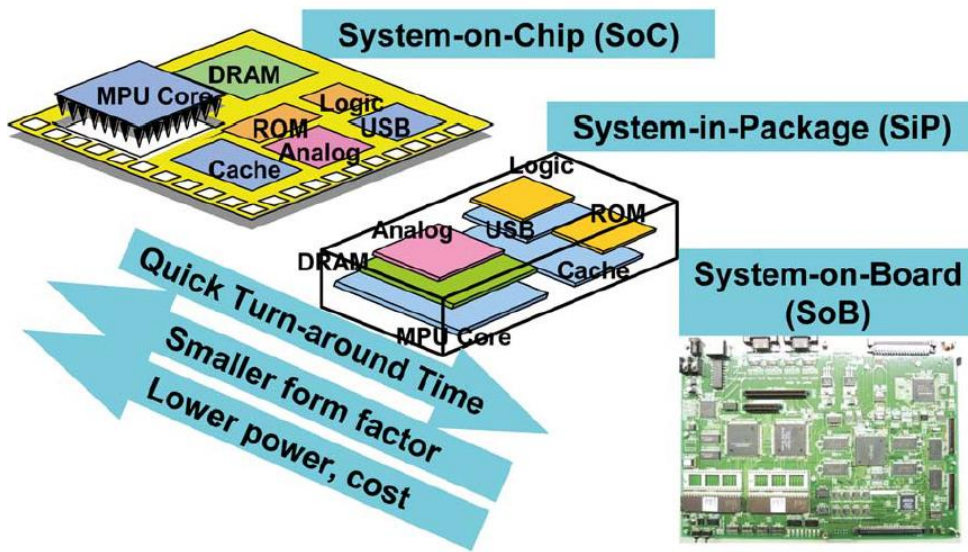 System-on-Chip (SoC)
DRAM
MPU Core
Logic
ROM
USB
Analog
Cache
System-in-Package (SiP)
Logic
ROM
USB
Analog
DRAM
Cache
MPU Core
System-on-Board
(SoB)
Quick Turn-around Time
Smaller form factor
Lower power, cost